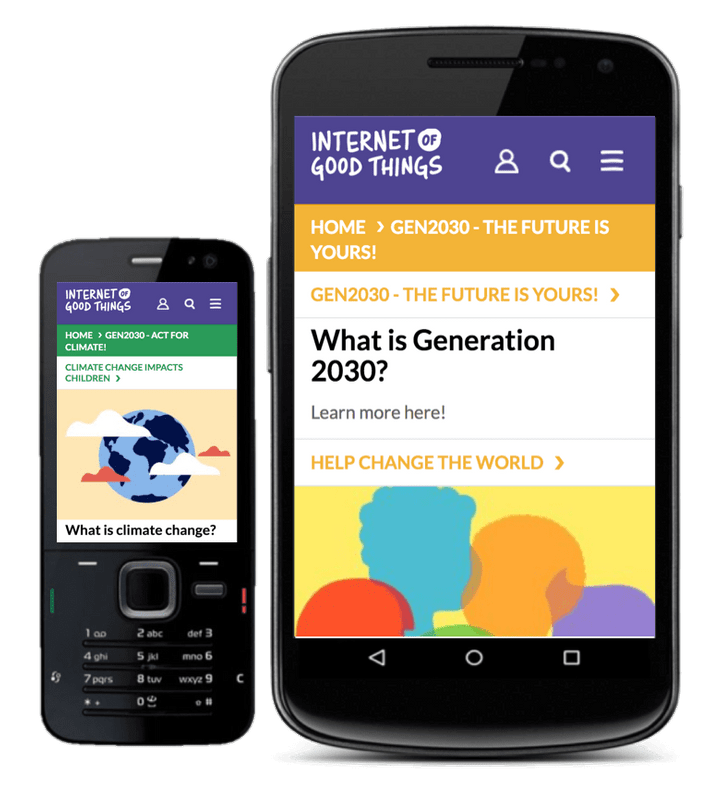 INTERNET OF
GOOD THINGS
HOME > GEN2030 - ACT FOR
CLIMATE!
CLIMATE CHANGE IMPACTS
CHILDREN >
What is climate change?
1
2 abc
def 3
4 ghi
5 jkl
mno 6
7 pqrs
8 tuv
wxyz 9
C
* +
0
#
INTERNET OF
GOOD THINGS
HOME > GEN2030 - THE FUTURE IS
YOURS!
GEN2030 - THE FUTURE IS YOURS! >
What is Generation
2030?
Learn more here!
HELP CHANGE THE WORLD >